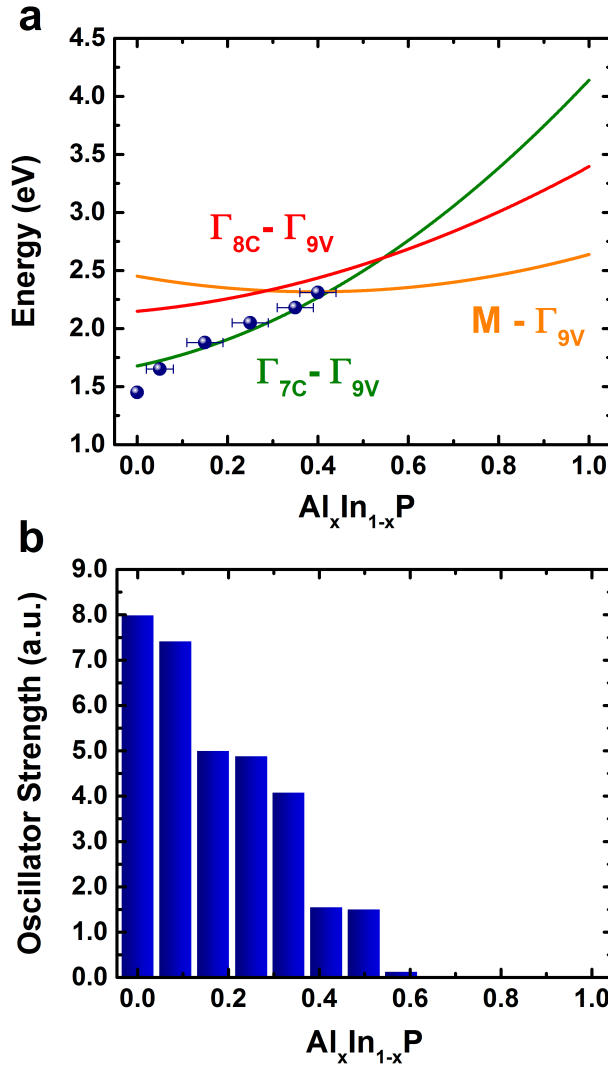 a
4.5
4.0
3.5
3.0
2.5
2.0
1.5
1.0
Energy (eV)
Γ8C - Γ9V
M - Γ9V
Γ7C - Γ9V
0.0 0.2 0.4 0.6 0.8 1.0
AlxIn1-xP
b
9.0
8.0
7.0
6.0
5.0
4.0
3.0
2.0
1.0
0.0
Oscillator Strength (a.u.)
0.0 0.2 0.4 0.6 0.8 1.0
AlxIn1-xP